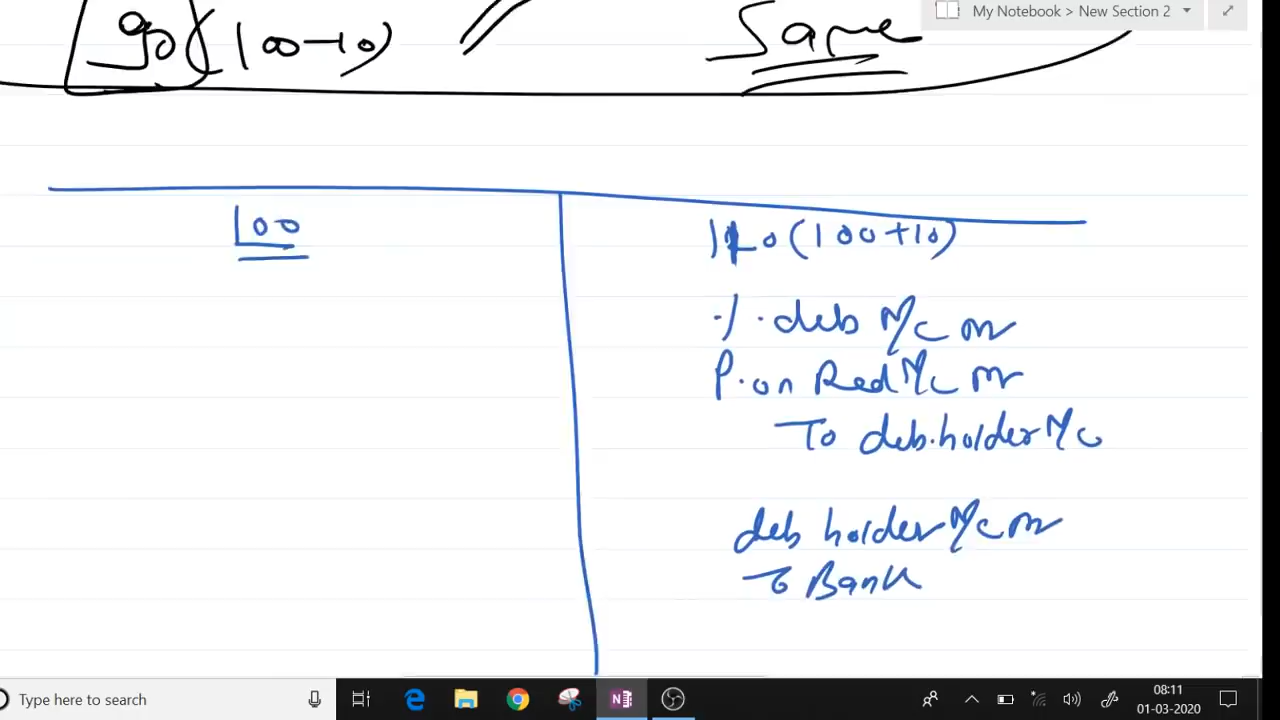 My Notebook > New Section 2
90 (100-10)
Same
100
110 (100+10)
·/· deb A/c Dr
P. on Red A/c Dr
To deb. holder A/c
deb holder A/c Dr
To Bank
Type here to search
08:11
01-03-2020